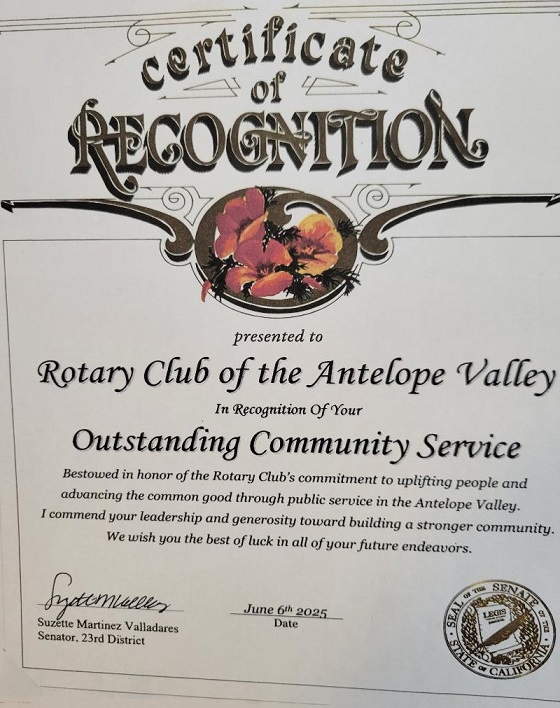 certificate
of
RECOGNITION
presented to
Rotary Club of the Antelope Valley
In Recognition Of Your
Outstanding Community Service
Bestowed in honor of the Rotary Club's commitment to uplifting people and
advancing the common good through public service in the Antelope Valley.
I commend your leadership and generosity toward building a stronger community.
We wish you the best of luck in all of your future endeavors.
Suzette Martinez Valladares
Senator, 23rd District
June 6th 2025
Date
SEAL OF THE SENATE OF THE STATE OF CALIFORNIA
LEGIS